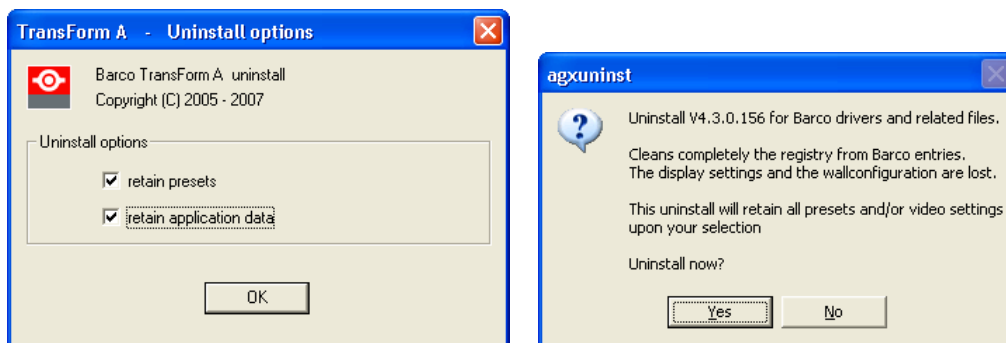 TransForm A - Uninstall options
Barco TransForm A uninstall
Copyright (C) 2005 - 2007
Uninstall options
retain presets
retain application data
OK
agxuninst
Uninstall V4.3.0.156 for Barco drivers and related files.
Cleans completely the registry from Barco entries.
The display settings and the wallconfiguration are lost.
This uninstall will retain all presets and/or video settings
upon your selection
Uninstall now?
Yes No